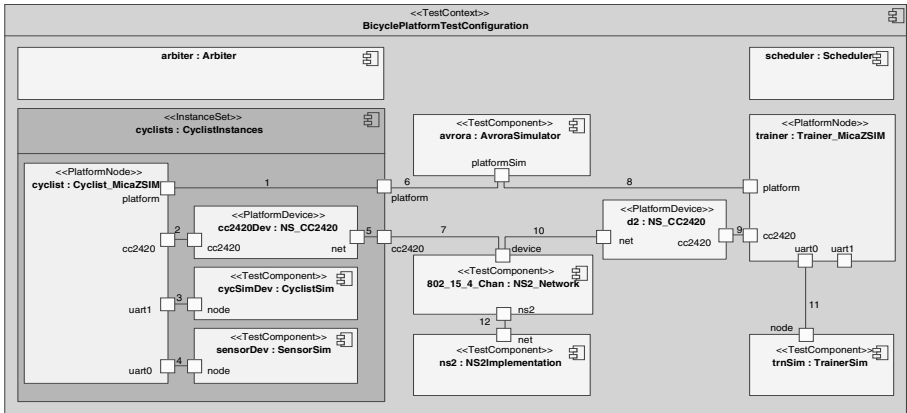 <<TestContext>>
BicyclePlatformTestConfiguration
arbiter : Arbiter
scheduler : Scheduler
<<InstanceSet>>
cyclists : CyclistInstances
<<TestComponent>>
avrora : AvroraSimulator
platformSim
<<PlatformNode>>
trainer : Trainer_MicaZSIM
<<PlatformNode>>
cyclist : Cyclist_MicaZSIM
platform
1
6
platform
8
platform
<<PlatformDevice>>
cc2420Dev : NS_CC2420
cc2420
2
cc2420
net
5
cc2420
7
10
device
<<PlatformDevice>>
d2 : NS_CC2420
net
cc2420
9
cc2420
uart0
uart1
<<TestComponent>>
cycSimDev : CyclistSim
uart1
3
node
<<TestComponent>>
802_15_4_Chan : NS2_Network
ns2
12
11
<<TestComponent>>
sensorDev : SensorSim
uart0
4
node
net
<<TestComponent>>
ns2 : NS2Implementation
node
<<TestComponent>>
trnSim : TrainerSim